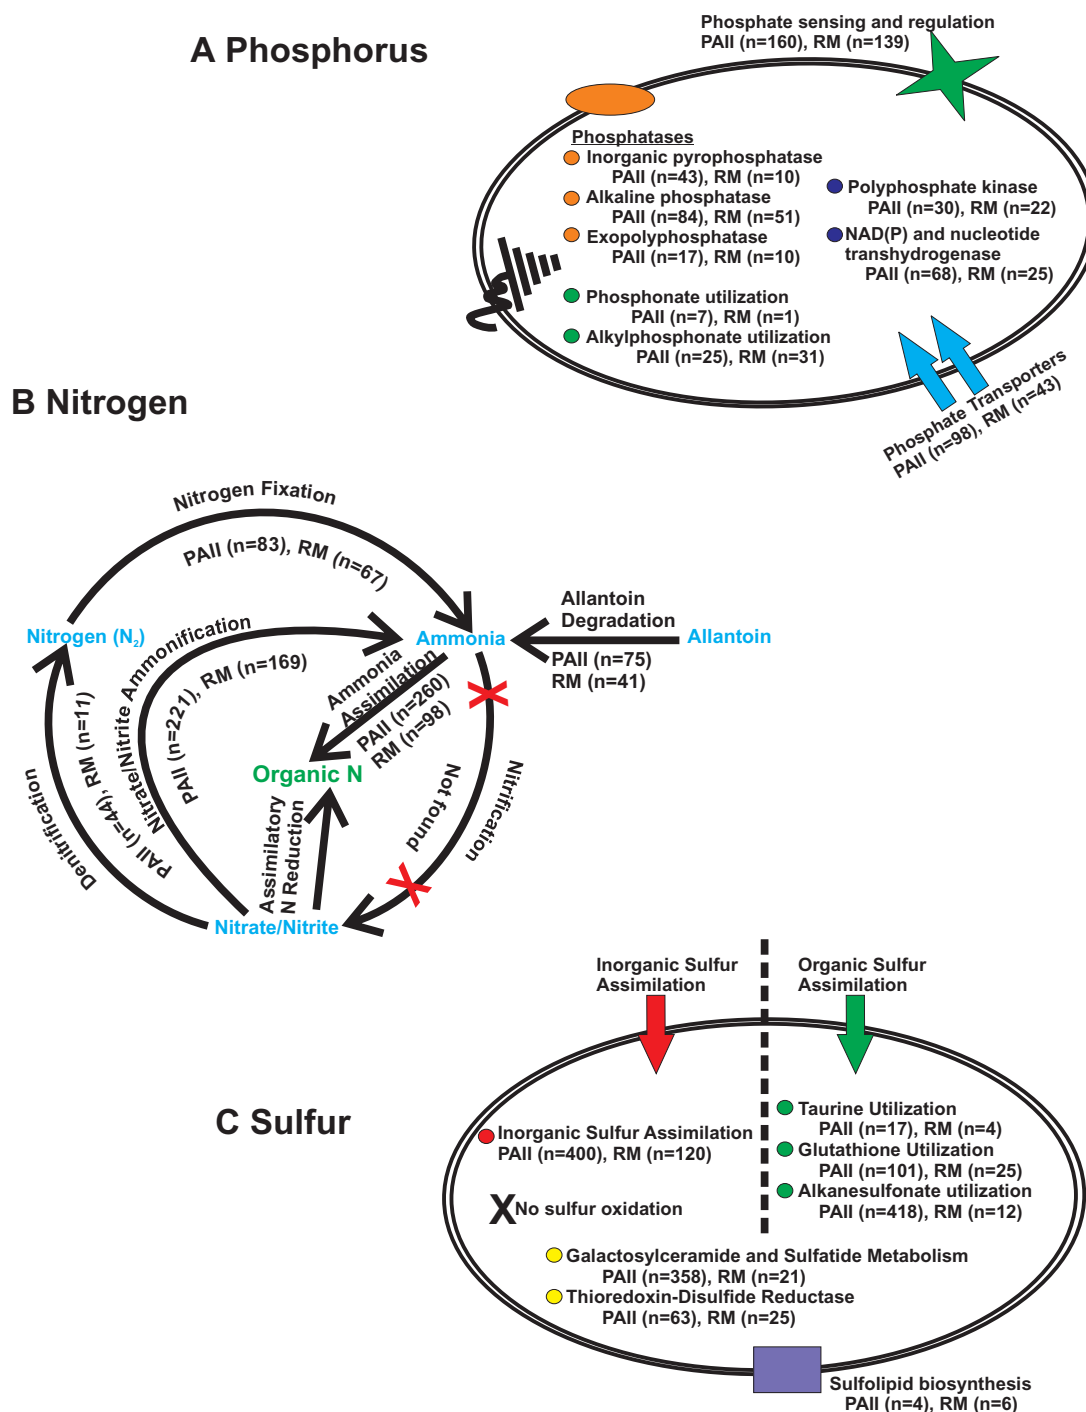 A Phosphorus
Phosphate sensing and regulation
PAII (n=160), RM (n=139)
Phosphatases
Inorganic pyrophosphatase
PAII (n=43), RM (n=10)
Alkaline phosphatase
PAII (n=84), RM (n=51)
Exopolyphosphatase
PAII (n=17), RM (n=10)
Phosphonate utilization
PAII (n=7), RM (n=1)
Alkylphosphonate utilization
PAII (n=25), RM (n=31)
Polyphosphate kinase
PAII (n=30), RM (n=22)
NAD(P) and nucleotide
transhydrogenase
PAII (n=68), RM (n=25)
Phosphate Transporters
PAII (n=98), RM (n=43)
B Nitrogen
Nitrogen Fixation
PAII (n=83), RM (n=67)
Nitrogen (N₂)
Ammonia
Allantoin
Degradation
PAII (n=75)
RM (n=41)
Allantoin
Nitrate/Nitrite Ammonification
PAII (n=221), RM (n=169)
Ammonia
Assimilation
PAII (n=260)
RM (n=98)
Organic N
Denitrification
PAII (n=44), RM (n=11)
Assimilatory
N Reduction
Nitrification
Not found
Nitrate/Nitrite
C Sulfur
Inorganic Sulfur
Assimilation
Organic Sulfur
Assimilation
Inorganic Sulfur Assimilation
PAII (n=400), RM (n=120)
X No sulfur oxidation
Taurine Utilization
PAII (n=17), RM (n=4)
Glutathione Utilization
PAII (n=101), RM (n=25)
Alkanesulfonate utilization
PAII (n=418), RM (n=12)
Galactosylceramide and Sulfatide Metabolism
PAII (n=358), RM (n=21)
Thioredoxin-Disulfide Reductase
PAII (n=63), RM (n=25)
Sulfolipid biosynthesis
PAII (n=4), RM (n=6)